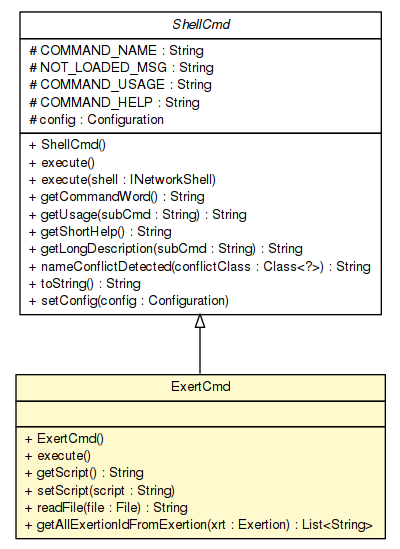 ShellCmd
# COMMAND_NAME : String
# NOT_LOADED_MSG : String
# COMMAND_USAGE : String
# COMMAND_HELP : String
# config : Configuration
+ ShellCmd()
+ execute()
+ execute(shell : INetworkShell)
+ getCommandWord() : String
+ getUsage(subCmd : String) : String
+ getShortHelp() : String
+ getLongDescription(subCmd : String) : String
+ nameConflictDetected(conflictClass : Class<?>) : String
+ toString() : String
+ setConfig(config : Configuration)
ExertCmd
+ ExertCmd()
+ execute()
+ getScript() : String
+ setScript(script : String)
+ readFile(file : File) : String
+ getAllExertionIdFromExertion(xrt : Exertion) : List<String>